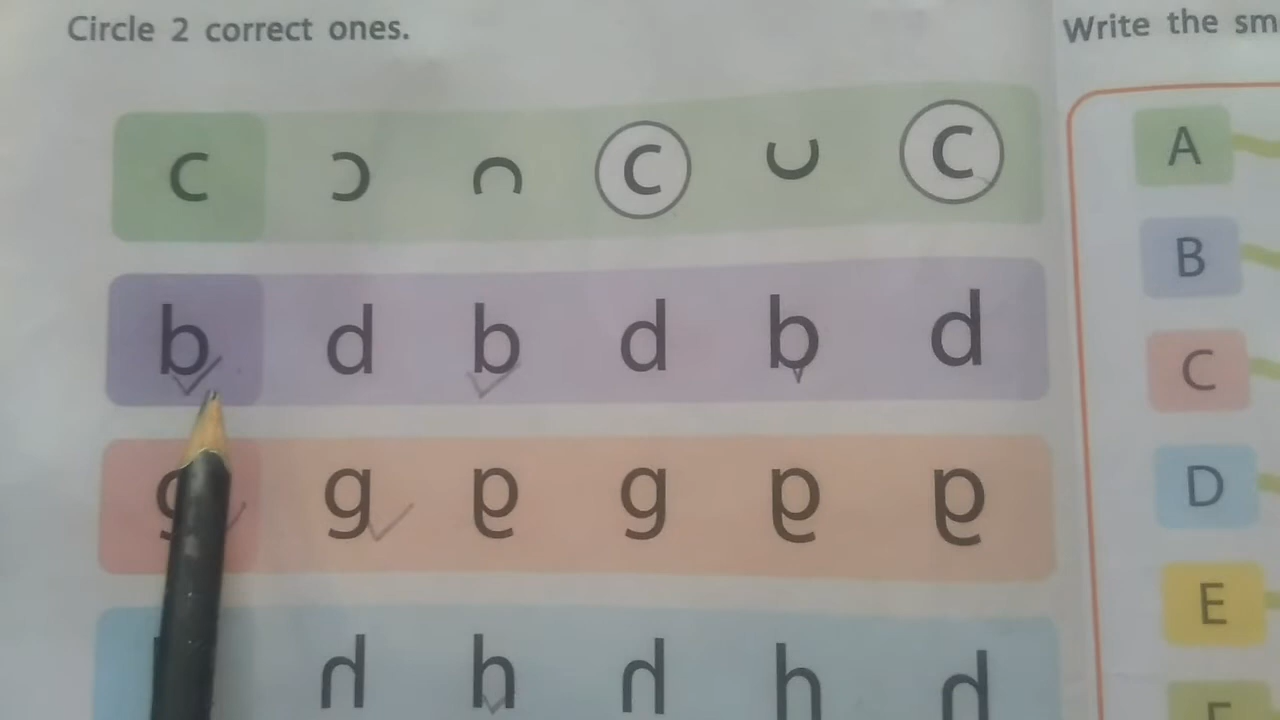 Circle 2 correct ones.
c ɔ c c
b d b d b d
g g g
h h h
Write the sm
A
B
C
D
E